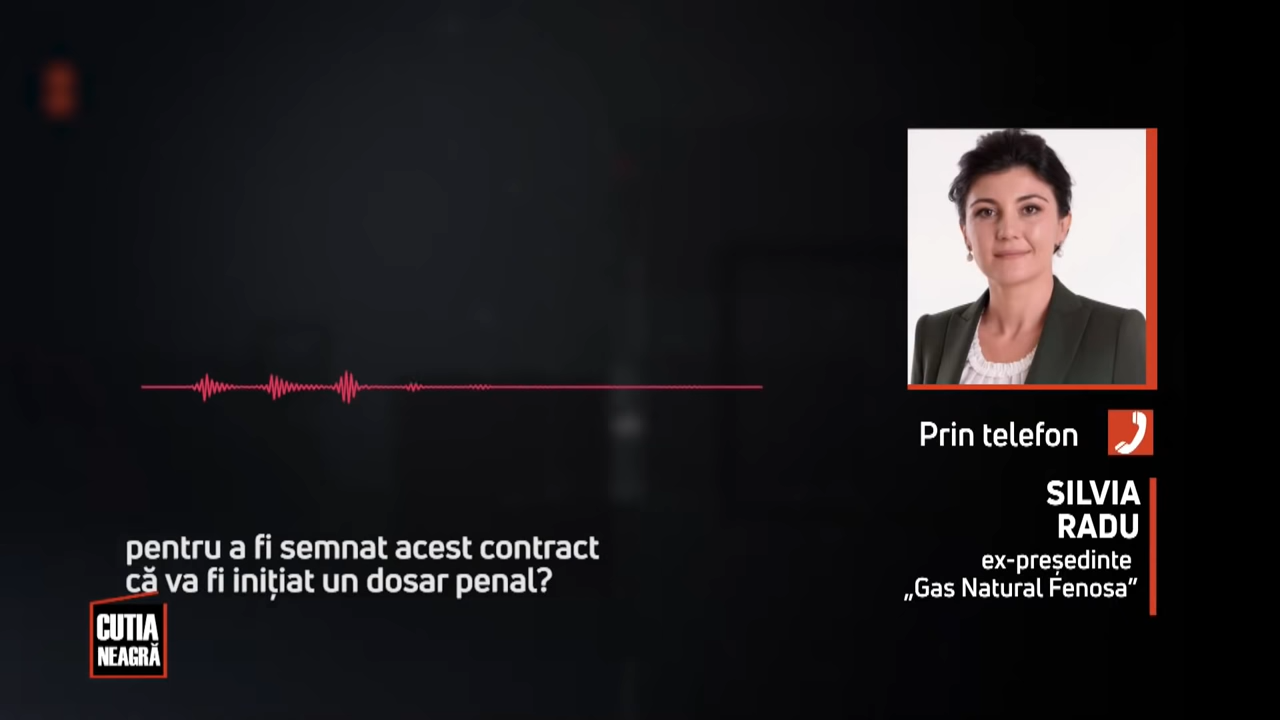 Prin telefon
SILVIA
RADU
ex-președinte
„Gas Natural Fenosa”
pentru a fi semnat acest contract
că va fi inițiat un dosar penal?
CUTIA
NEAGRĂ